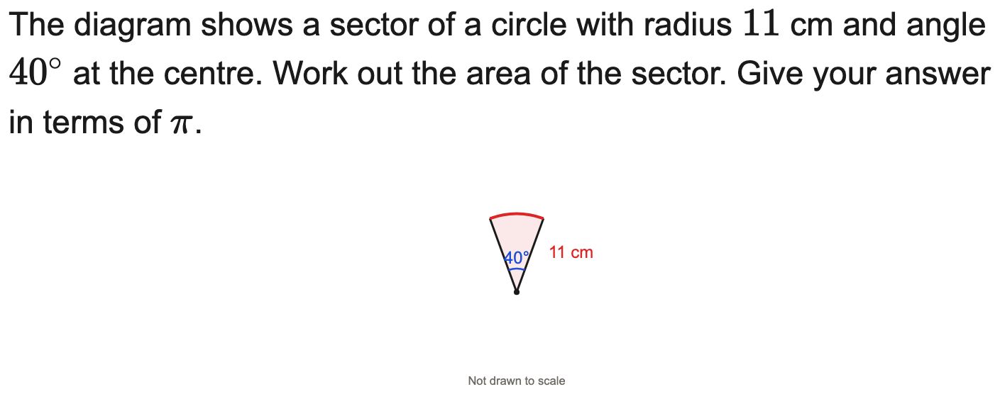 The diagram shows a sector of a circle with radius 11 cm and angle
40° at the centre. Work out the area of the sector. Give your answer
in terms of π.
40°
11 cm
Not drawn to scale